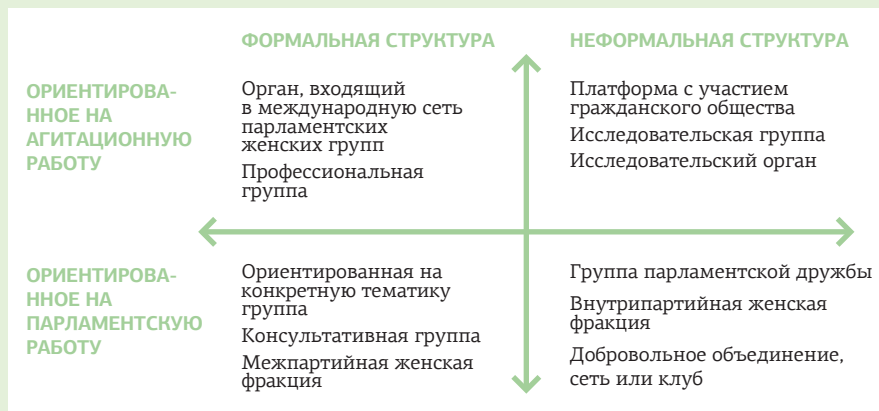 ФОРМАЛЬНАЯ СТРУКТУРА
НЕФОРМАЛЬНАЯ СТРУКТУРА
ОРИЕНТИРОВА-
ННОЕ НА
АГИТАЦИОННУЮ
РАБОТУ
Орган, входящий
в международную сеть
парламентских
женских групп
Профессиональная
группа
Платформа с участием
гражданского общества
Исследовательская группа
Исследовательский орган
ОРИЕНТИРОВА-
ННОЕ НА
ПАРЛАМЕНТСКУЮ
РАБОТУ
Ориентированная на
конкретную тематику
группа
Консультативная группа
Межпартийная женская
фракция
Группа парламентской дружбы
Внутрипартийная женская
фракция
Добровольное объединение,
сеть или клуб